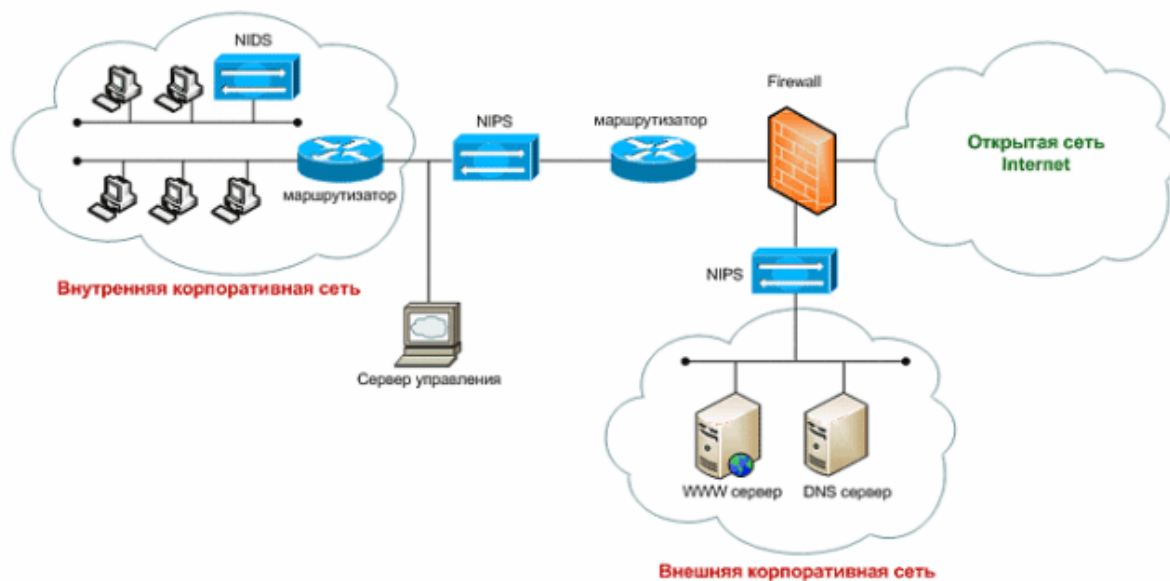 NIDS
Firewall
NIPS
маршрутизатор
Открытая сеть
Internet
маршрутизатор
NIPS
Внутренняя корпоративная сеть
Сервер управления
WWW сервер
DNS сервер
Внешняя корпоративная сеть